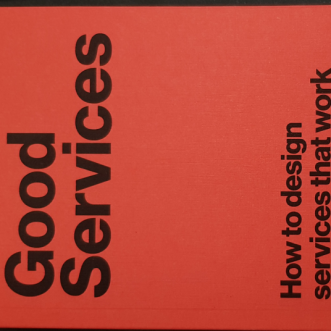 Good
Services
How to design
services that work